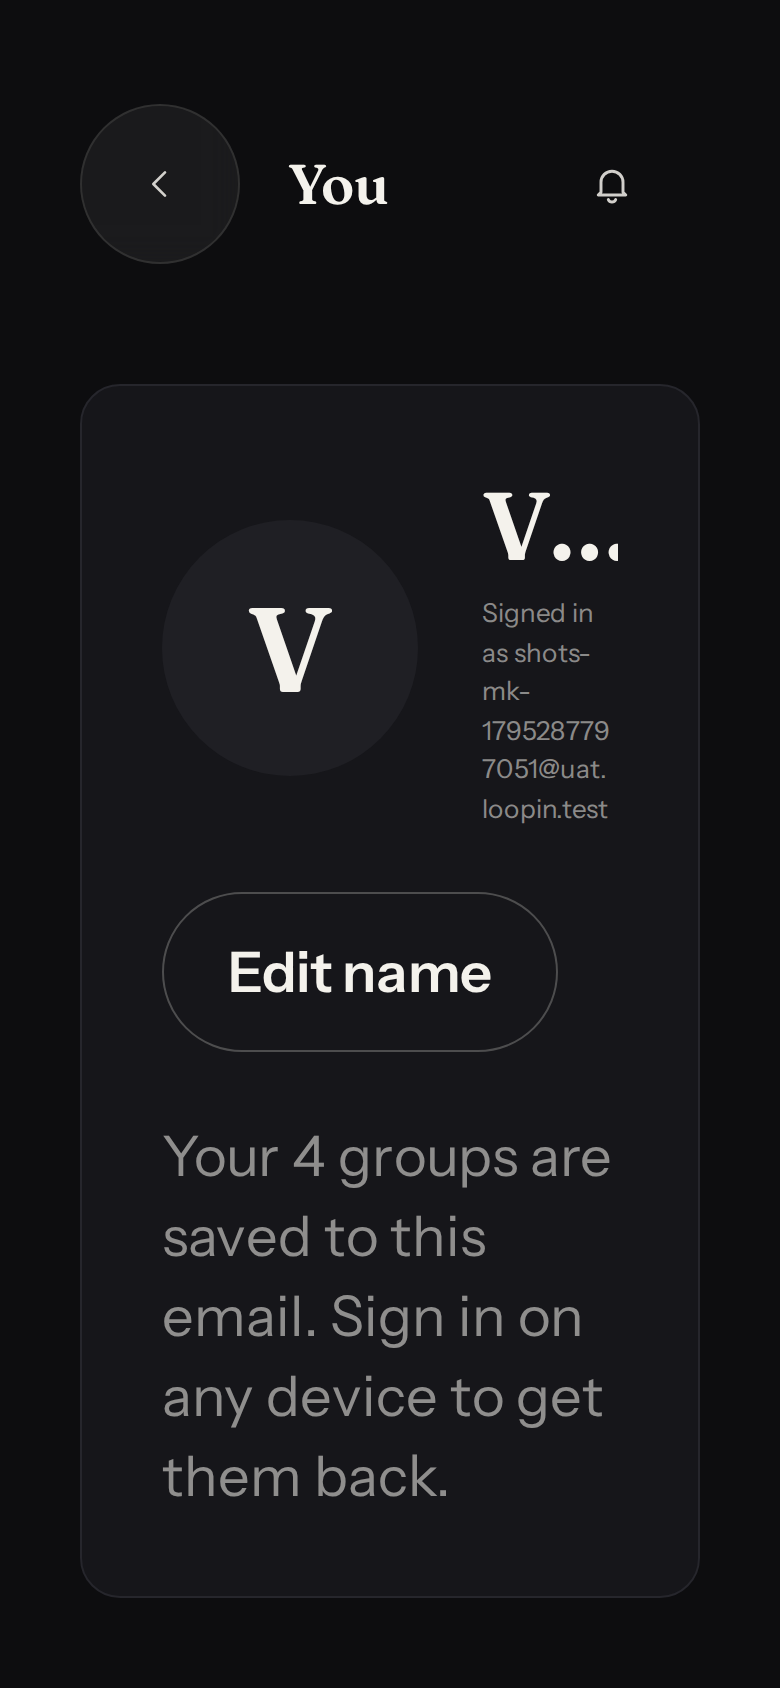 You
V
V...
Signed in
as shots-
mk-
179528779
7051@uat.
loopin.test
Edit name
Your 4 groups are
saved to this
email. Sign in on
any device to get
them back.